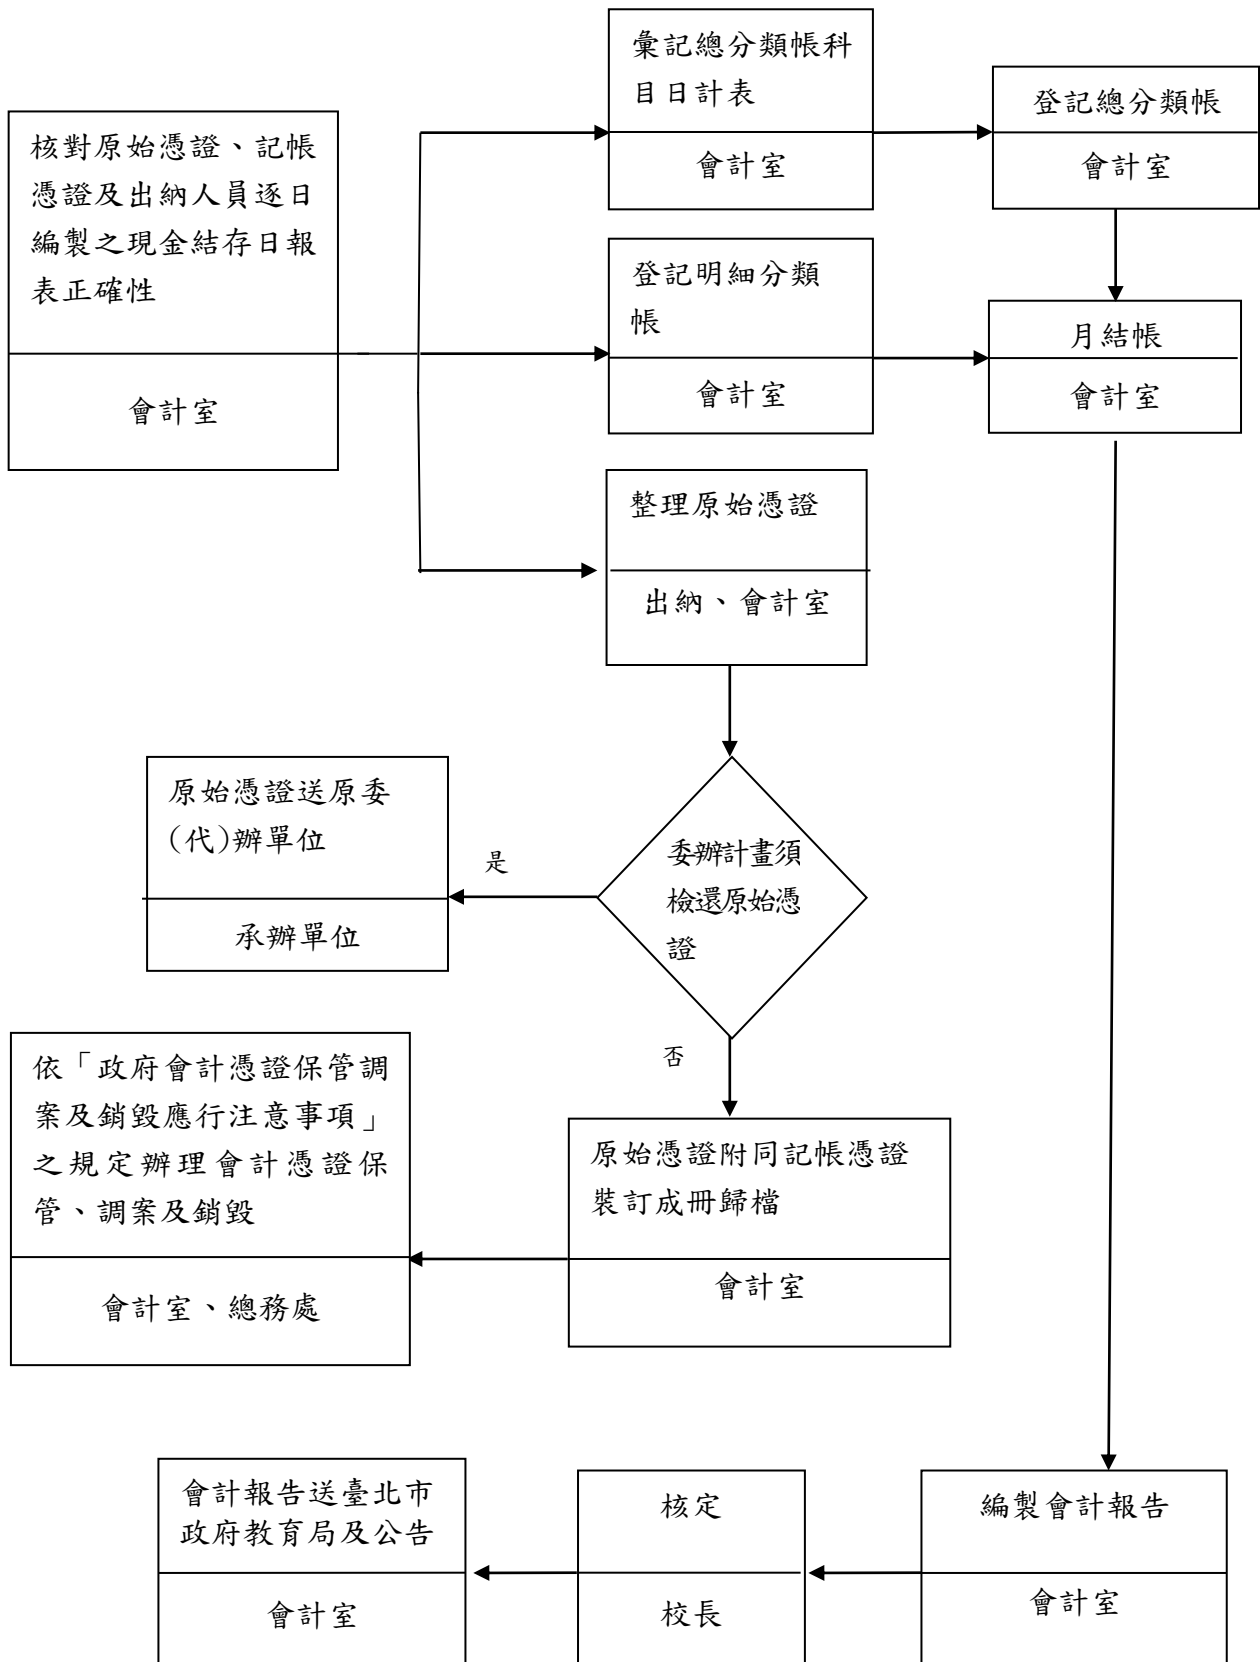 彙記總分類帳科
目日計表
會計室
登記總分類帳
會計室
核對原始憑證、記帳
憑證及出納人員逐日
編製之現金結存日報
表正確性
會計室
登記明細分類
帳
會計室
月結帳
會計室
整理原始憑證
出納、會計室
原始憑證送原委
(代)辦單位
承辦單位
是
委辦計畫須
檢還原始憑
證
否
依「政府會計憑證保管調
案及銷毀應行注意事項」
之規定辦理會計憑證保
管、調案及銷毀
會計室、總務處
原始憑證附同記帳憑證
裝訂成冊歸檔
會計室
會計報告送臺北市
政府教育局及公告
會計室
核定
校長
編製會計報告
會計室